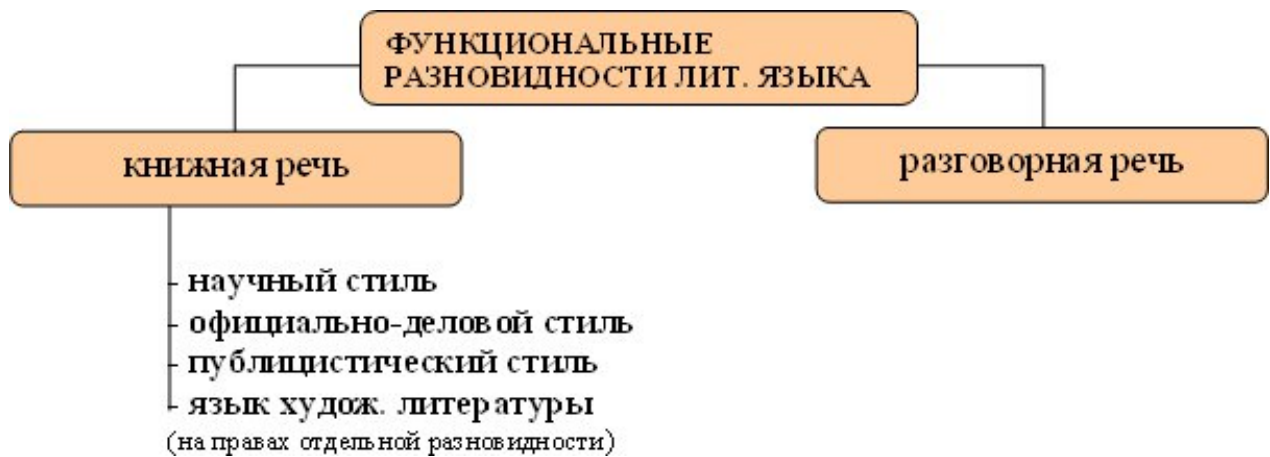 ФУНКЦИОНАЛЬНЫЕ
РАЗНОВИДНОСТИ ЛИТ. ЯЗЫКА
книжная речь
разговорная речь
- научный стиль
- официально-деловой стиль
- публицистический стиль
- язык худож. литературы
(на правах отдельной разновидности)